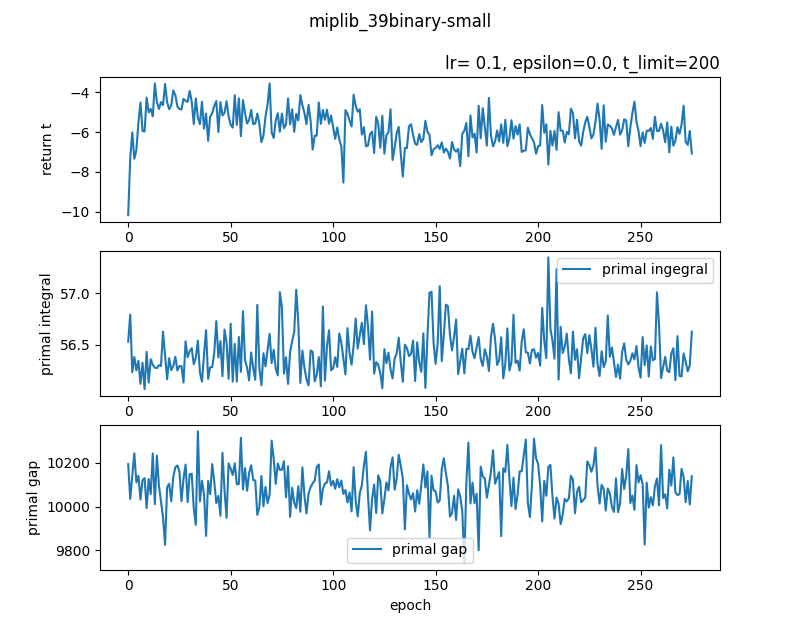 miplib_39binary-small
lr= 0.1, epsilon=0.0, t_limit=200
return t
−4
−6
−8
−10
0 50 100 150 200 250
primal integral
57.0
56.5
primal ingegral
0 50 100 150 200 250
primal gap
10200
10000
9800
primal gap
0 50 100 150 200 250
epoch